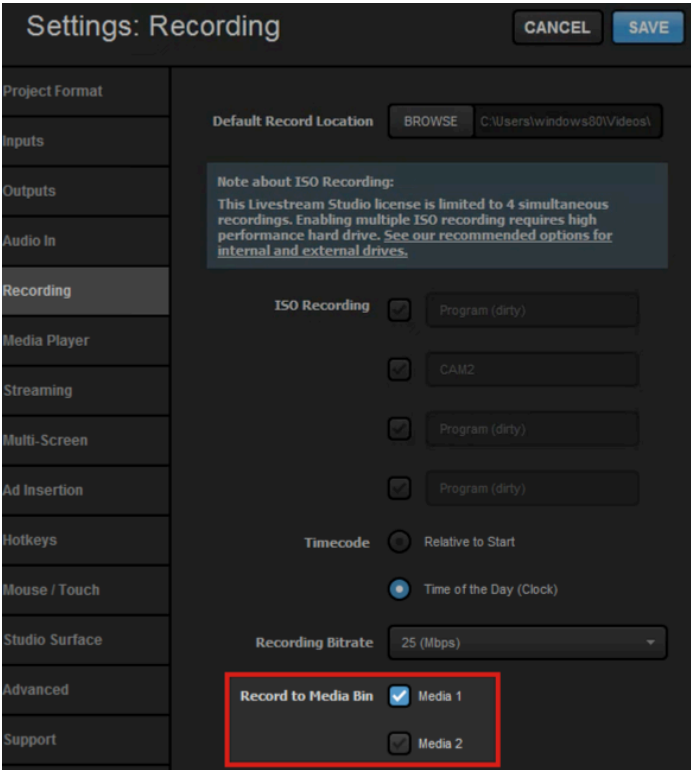 Settings: Recording
CANCEL
SAVE
Project Format
Inputs
Outputs
Audio In
Recording
Media Player
Streaming
Multi-Screen
Ad Insertion
Hotkeys
Mouse / Touch
Studio Surface
Advanced
Support
Default Record Location
BROWSE
C:\Users\windows80\Videos\
Note about ISO Recording:
This Livestream Studio license is limited to 4 simultaneous
recordings. Enabling multiple ISO recording requires high
performance hard drive. See our recommended options for
internal and external drives.
ISO Recording
Program (dirty)
CAM2
Program (dirty)
Program (dirty)
Timecode
Relative to Start
Time of the Day (Clock)
Recording Bitrate
25 (Mbps)
Record to Media Bin
Media 1
Media 2